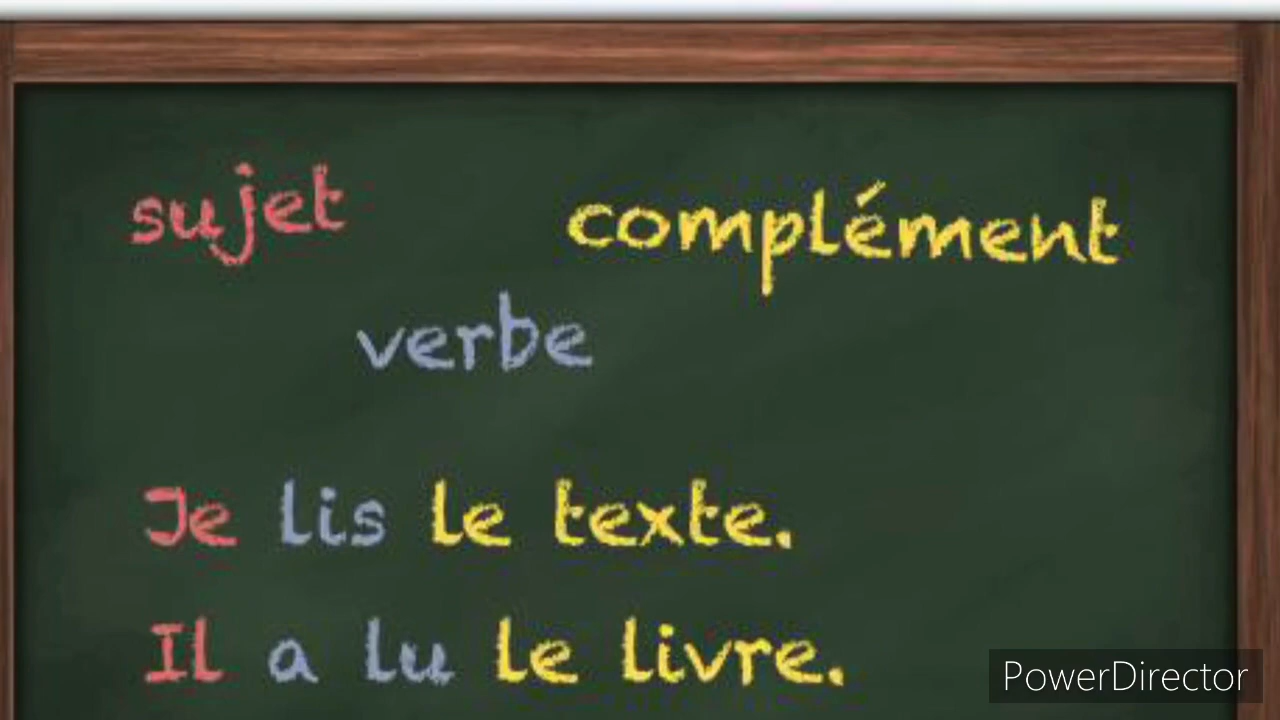 sujet
complément
verbe
Je lis le texte.
Il a lu le livre.
PowerDirector